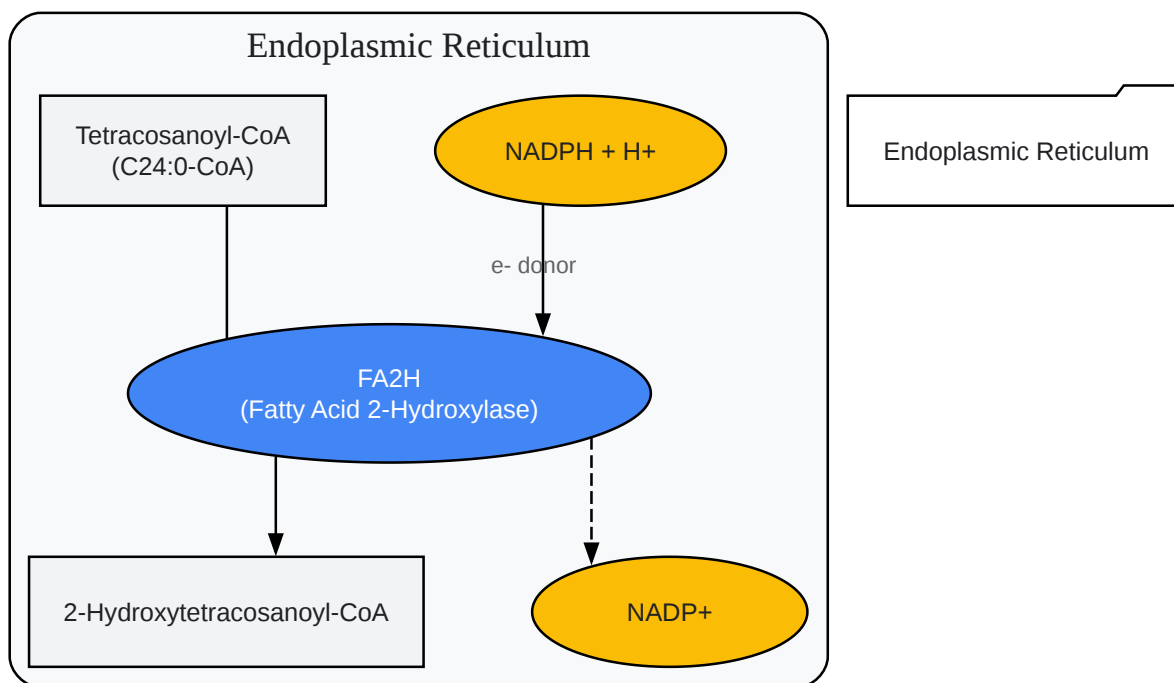 Endoplasmic Reticulum
Tetracosanoyl-CoA
(C24:0-CoA)
NADPH + H+
Endoplasmic Reticulum
e- donor
FA2H
(Fatty Acid 2-Hydroxylase)
2-Hydroxytetracosanoyl-CoA
NADP+